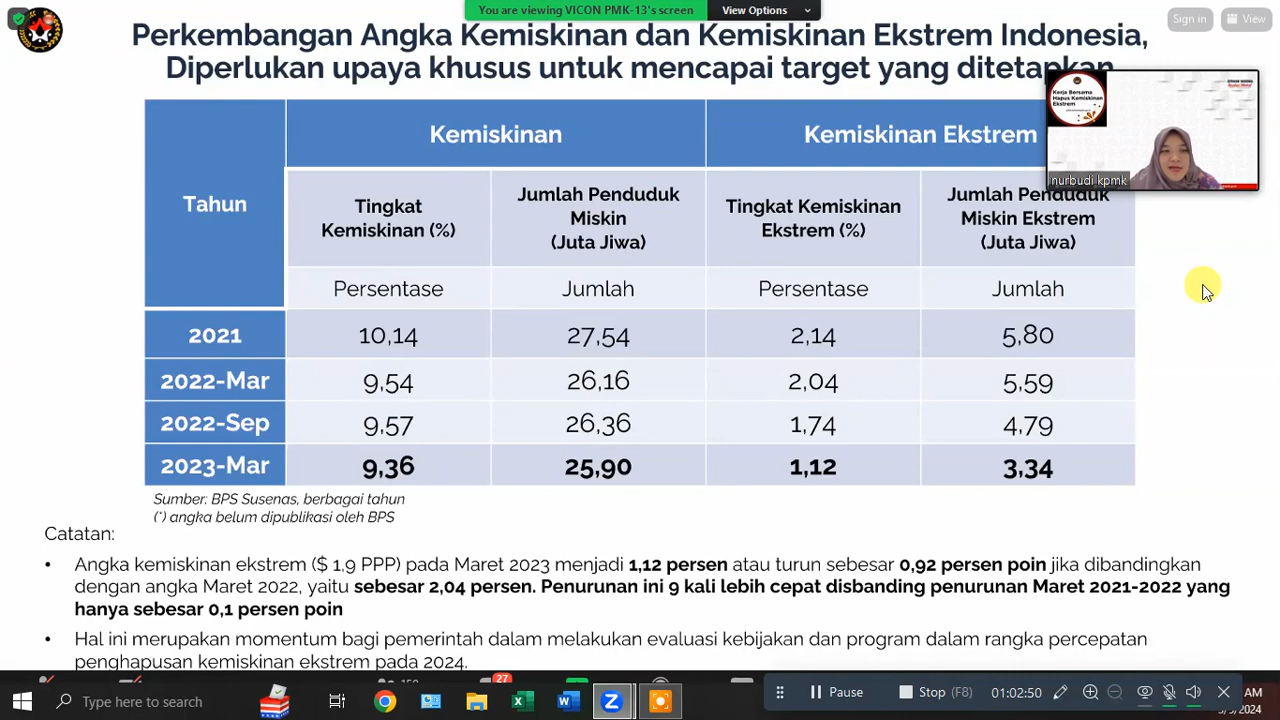 You are viewing VICON PMK-13's screen
View Options
Sign in
View
Perkembangan Angka Kemiskinan dan Kemiskinan Ekstrem Indonesia,
Diperlukan upaya khusus untuk mencapai target yang ditetapkan
Kerja Bersama
Hapus Kemiskinan
Ekstrem
nurbudi kpmk
Tahun
Kemiskinan
Kemiskinan Ekstrem
Tingkat
Kemiskinan (%)
Jumlah Penduduk
Miskin
(Juta Jiwa)
Tingkat Kemiskinan
Ekstrem (%)
Jumlah Penduduk
Miskin Ekstrem
(Juta Jiwa)
Persentase Jumlah Persentase Jumlah
2021 10,14 27,54 2,14 5,80
2022-Mar 9,54 26,16 2,04 5,59
2022-Sep 9,57 26,36 1,74 4,79
2023-Mar 9,36 25,90 1,12 3,34
Sumber: BPS Susenas, berbagai tahun
(*) angka belum dipublikasi oleh BPS
Catatan:
• Angka kemiskinan ekstrem ($ 1,9 PPP) pada Maret 2023 menjadi 1,12 persen atau turun sebesar 0,92 persen poin jika dibandingkan
dengan angka Maret 2022, yaitu sebesar 2,04 persen. Penurunan ini 9 kali lebih cepat disbanding penurunan Maret 2021-2022 yang
hanya sebesar 0,1 persen poin
• Hal ini merupakan momentum bagi pemerintah dalam melakukan evaluasi kebijakan dan program dalam rangka percepatan
penghapusan kemiskinan ekstrem pada 2024.
27
Type here to search
Pause
Stop (F8)
01:02:50
AM